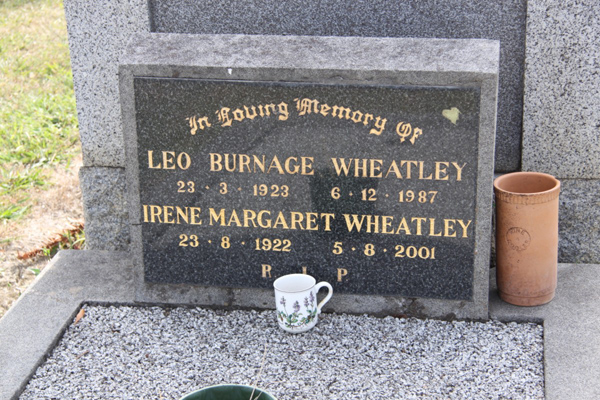 In Loving Memory Of
LEO BURNAGE WHEATLEY
23 · 3 · 1923 6 · 12 · 1987
IRENE MARGARET WHEATLEY
23 · 8 · 1922 5 · 8 · 2001
R I P